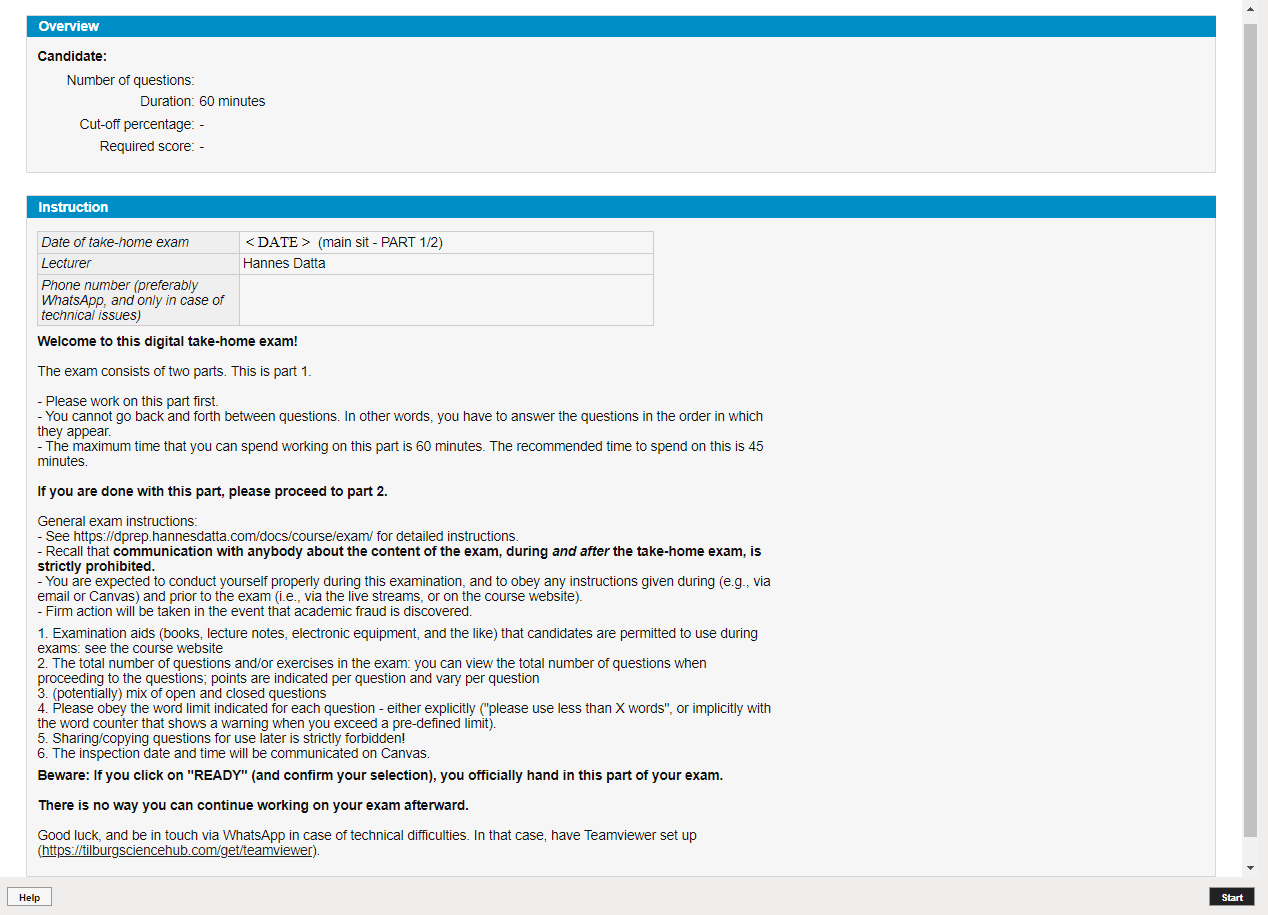 Overview
Candidate:
Number of questions:
Duration: 60 minutes
Cut-off percentage: -
Required score: -
Instruction
Date of take-home exam < DATE > (main sit - PART 1/2)
Lecturer Hannes Datta
Phone number (preferably
WhatsApp, and only in case of
technical issues)
Welcome to this digital take-home exam!
The exam consists of two parts. This is part 1.
- Please work on this part first.
- You cannot go back and forth between questions. In other words, you have to answer the questions in the order in which
they appear.
- The maximum time that you can spend working on this part is 60 minutes. The recommended time to spend on this is 45
minutes.
If you are done with this part, please proceed to part 2.
General exam instructions:
- See https://dprep.hannesdatta.com/docs/course/exam/ for detailed instructions.
- Recall that communication with anybody about the content of the exam, during and after the take-home exam, is
strictly prohibited.
- You are expected to conduct yourself properly during this examination, and to obey any instructions given during (e.g., via
email or Canvas) and prior to the exam (i.e., via the live streams, or on the course website).
- Firm action will be taken in the event that academic fraud is discovered.
1. Examination aids (books, lecture notes, electronic equipment, and the like) that candidates are permitted to use during
exams: see the course website
2. The total number of questions and/or exercises in the exam: you can view the total number of questions when
proceeding to the questions; points are indicated per question and vary per question
3. (potentially) mix of open and closed questions
4. Please obey the word limit indicated for each question - either explicitly ("please use less than X words", or implicitly with
the word counter that shows a warning when you exceed a pre-defined limit).
5. Sharing/copying questions for use later is strictly forbidden!
6. The inspection date and time will be communicated on Canvas.
Beware: If you click on "READY" (and confirm your selection), you officially hand in this part of your exam.
There is no way you can continue working on your exam afterward.
Good luck, and be in touch via WhatsApp in case of technical difficulties. In that case, have Teamviewer set up
(https://tilburgsciencehub.com/get/teamviewer).
Help
Start